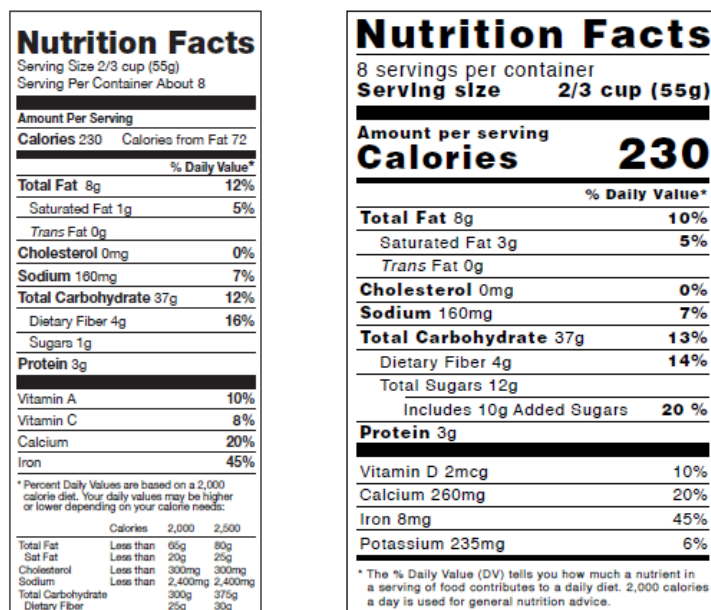 Nutrition Facts
Serving Size 2/3 cup (55g)
Serving Per Container About 8
Amount Per Serving
Calories 230 Calories from Fat 72
% Daily Value*
Total Fat 8g 12%
Saturated Fat 1g 5%
Trans Fat 0g
Cholesterol 0mg 0%
Sodium 160mg 7%
Total Carbohydrate 37g 12%
Dietary Fiber 4g 16%
Sugars 1g
Protein 3g
Vitamin A 10%
Vitamin C 8%
Calcium 20%
Iron 45%
* Percent Daily Values are based on a 2,000
calorie diet. Your daily values may be higher
or lower depending on your calorie needs:
Calories 2,000 2,500
Total Fat Less than 65g 80g
Sat Fat Less than 20g 25g
Cholesterol Less than 300mg 300mg
Sodium Less than 2,400mg 2,400mg
Total Carbohydrate 300g 375g
Dietary Fiber 25g 30g
Nutrition Facts
8 servings per container
Serving size 2/3 cup (55g)
Amount per serving
Calories 230
% Daily Value*
Total Fat 8g 10%
Saturated Fat 3g 5%
Trans Fat 0g
Cholesterol 0mg 0%
Sodium 160mg 7%
Total Carbohydrate 37g 13%
Dietary Fiber 4g 14%
Total Sugars 12g
Includes 10g Added Sugars 20 %
Protein 3g
Vitamin D 2mcg 10%
Calcium 260mg 20%
Iron 8mg 45%
Potassium 235mg 6%
* The % Daily Value (DV) tells you how much a nutrient in
a serving of food contributes to a daily diet. 2,000 calories
a day is used for general nutrition advice.